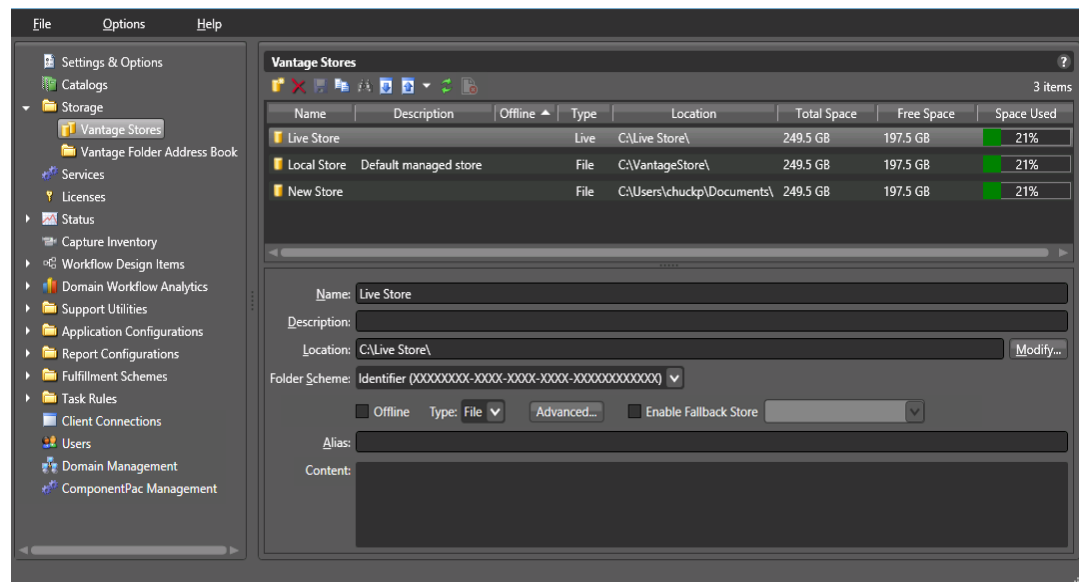 File Options Help
Settings & Options
Catalogs
Storage
Vantage Stores
Vantage Folder Address Book
Services
Licenses
Status
Capture Inventory
Workflow Design Items
Domain Workflow Analytics
Support Utilities
Application Configurations
Report Configurations
Fulfillment Schemes
Task Rules
Client Connections
Users
Domain Management
ComponentPac Management
Vantage Stores ?
3 items
Name Description Offline Type Location Total Space Free Space Space Used
Live Store Live C:\Live Store\ 249.5 GB 197.5 GB 21%
Local Store Default managed store File C:\VantageStore\ 249.5 GB 197.5 GB 21%
New Store File C:\Users\chuckp\Documents\ 249.5 GB 197.5 GB 21%
Name: Live Store
Description:
Location: C:\Live Store\ Modify...
Folder Scheme: Identifier (XXXXXXXX-XXXX-XXXX-XXXX-XXXXXXXXXXXX)
Offline Type: File Advanced... Enable Fallback Store
Alias:
Content: